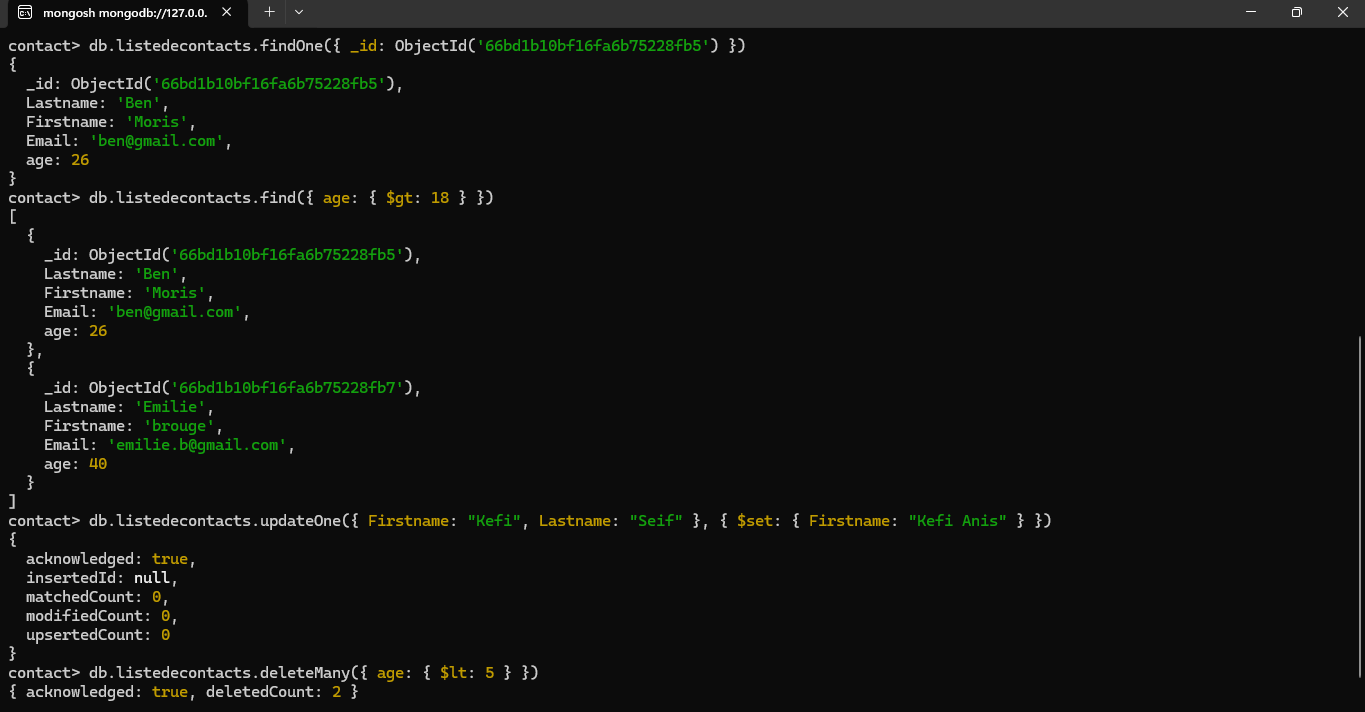 mongosh mongodb://127.0.0.
contact> db.listedecontacts.findOne({ _id: ObjectId('66bd1b10bf16fa6b75228fb5') })
{
  _id: ObjectId('66bd1b10bf16fa6b75228fb5'),
  Lastname: 'Ben',
  Firstname: 'Moris',
  Email: 'ben@gmail.com',
  age: 26
}
contact> db.listedecontacts.find({ age: { $gt: 18 } })
[
  {
    _id: ObjectId('66bd1b10bf16fa6b75228fb5'),
    Lastname: 'Ben',
    Firstname: 'Moris',
    Email: 'ben@gmail.com',
    age: 26
  },
  {
    _id: ObjectId('66bd1b10bf16fa6b75228fb7'),
    Lastname: 'Emilie',
    Firstname: 'brouge',
    Email: 'emilie.b@gmail.com',
    age: 40
  }
]
contact> db.listedecontacts.updateOne({ Firstname: "Kefi", Lastname: "Seif" }, { $set: { Firstname: "Kefi Anis" } })
{
  acknowledged: true,
  insertedId: null,
  matchedCount: 0,
  modifiedCount: 0,
  upsertedCount: 0
}
contact> db.listedecontacts.deleteMany({ age: { $lt: 5 } })
{ acknowledged: true, deletedCount: 2 }